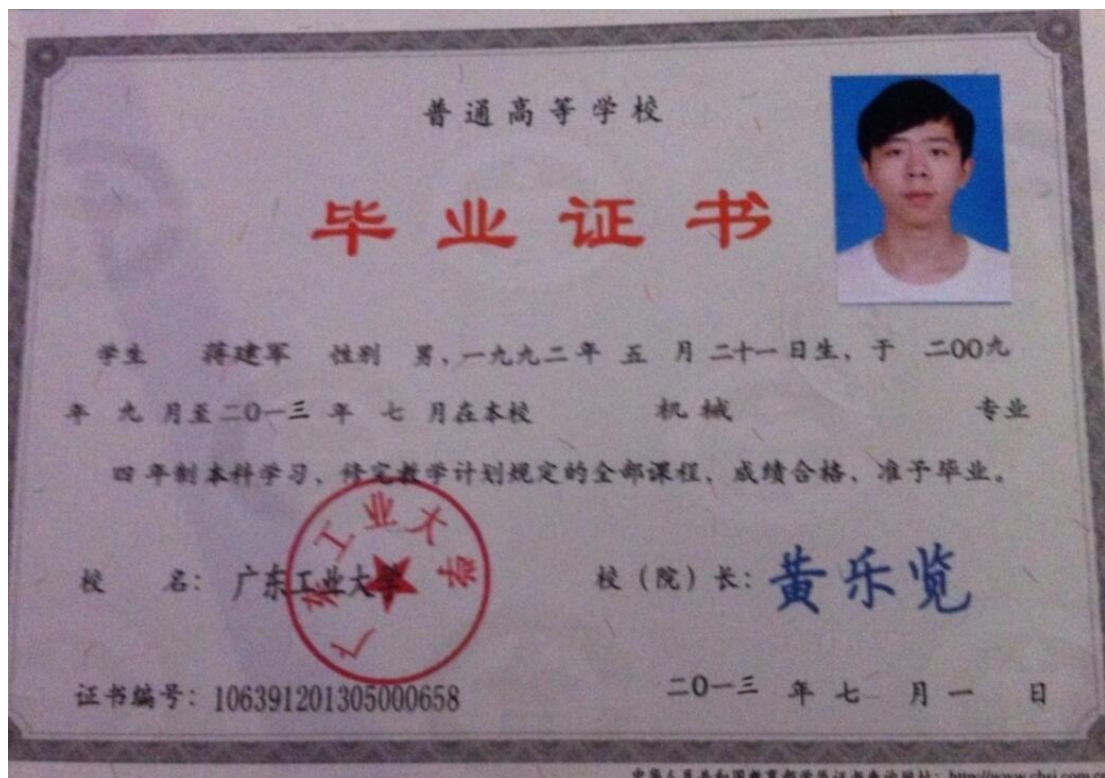 普通高等学校
毕业证书
学生 蒋建军 性别 男,一九九二年 五 月 二十一日生,于 二00九
年 九 月至二0一三 年 七 月在本校 机械 专业
四 年制本科学习,修完教学计划规定的全部课程,成绩合格,准予毕业。
广东工业大学
校 名:广东工业大学 校(院)长:黄乐览
证书编号:106391201305000658 二0一三 年 七 月 一 日